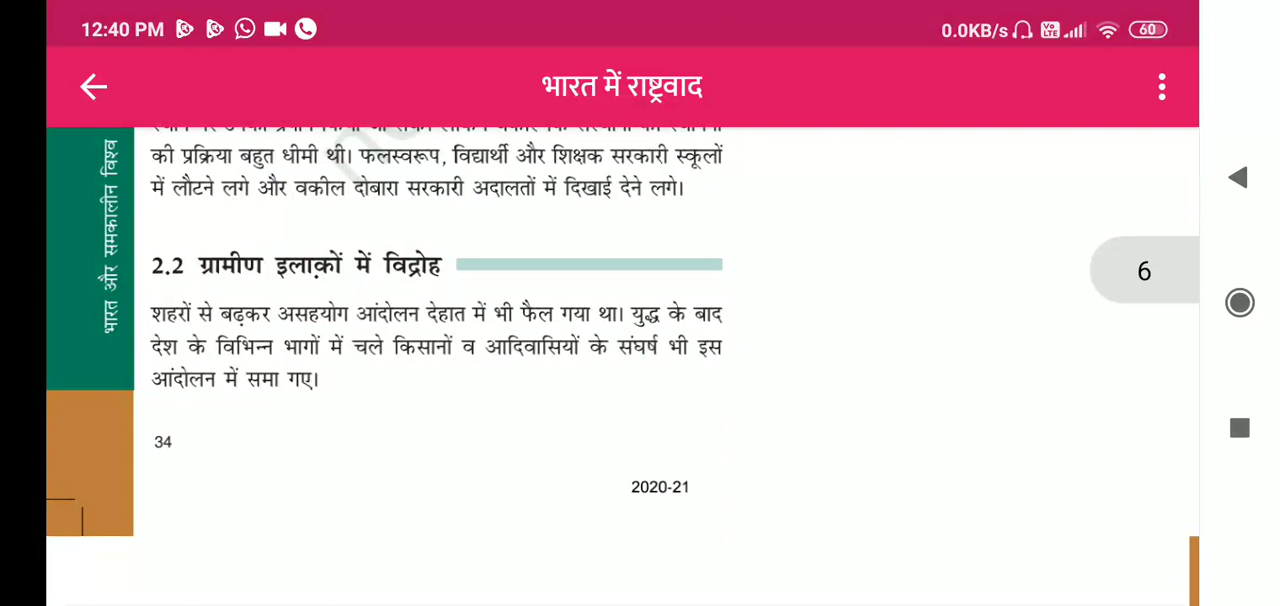 12:40 PM
0.0KB/s
Vo LTE
60
भारत में राष्ट्रवाद
भारत और समकालीन विश्व
की प्रक्रिया बहुत धीमी थी। फलस्वरूप, विद्यार्थी और शिक्षक सरकारी स्कूलों
में लौटने लगे और वकील दोबारा सरकारी अदालतों में दिखाई देने लगे।
2.2 ग्रामीण इलाक़ों में विद्रोह
शहरों से बढ़कर असहयोग आंदोलन देहात में भी फैल गया था। युद्ध के बाद
देश के विभिन्न भागों में चले किसानों व आदिवासियों के संघर्ष भी इस
आंदोलन में समा गए।
34
2020-21
6